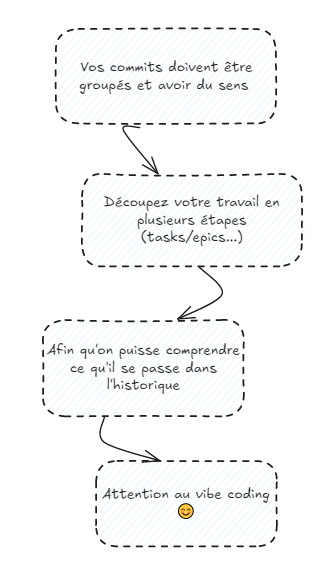 Vos commits doivent être
groupés et avoir du sens
Découpez votre travail en
plusieurs étapes
(tasks/epics...)
Afin qu'on puisse comprendre
ce qu'il se passe dans
l'historique
Attention au vibe coding
😊